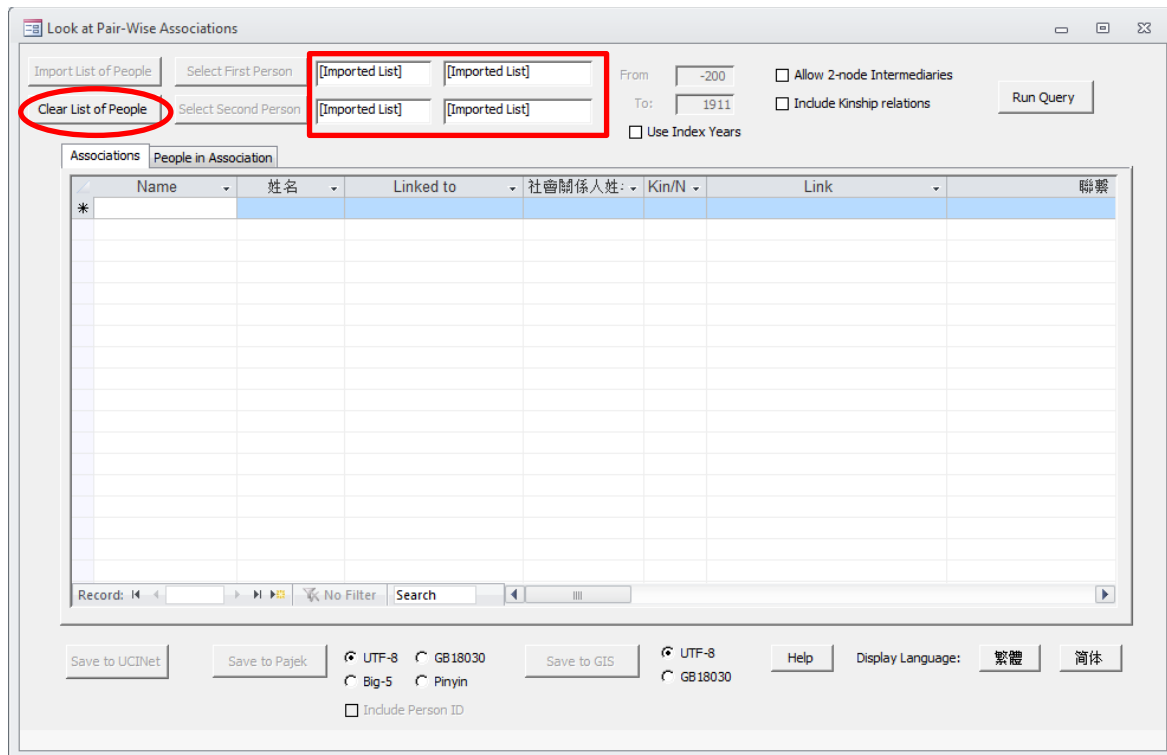 Look at Pair-Wise Associations
Import List of People Select First Person [Imported List] [Imported List] From -200 Allow 2-node Intermediaries
Clear List of People Select Second Person [Imported List] [Imported List] To: 1911 Include Kinship relations Run Query
Use Index Years
Associations People in Association
Name 姓名 Linked to 社會關係人姓 Kin/N Link 聯繫
Record: No Filter Search
Save to UCINet Save to Pajek UTF-8 GB18030 Save to GIS UTF-8 Help Display Language: 繁體 简体
Big-5 Pinyin GB18030
Include Person ID